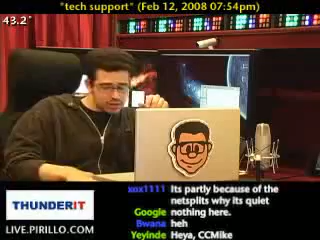 *tech support* (Feb 12, 2008 07:54pm)
43.2°
xox1111 Its partly because of the
netsplits why its quiet
Google nothing here.
Bwana heh
Yeyinde Heya, CCMike
THUNDERIT
LIVE.PIRILLO.COM